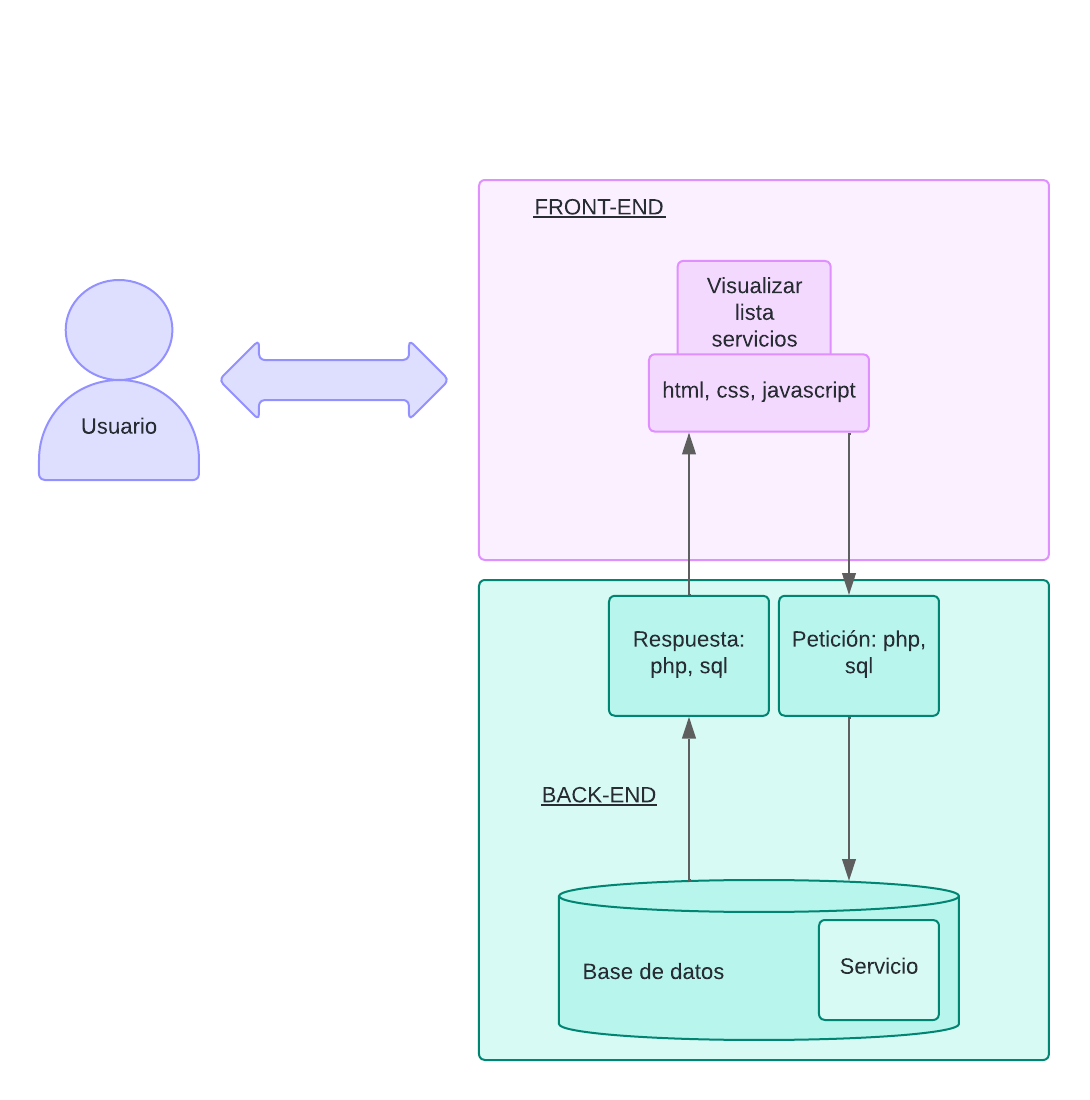 FRONT-END
Visualizar
lista
servicios
html, css, javascript
Usuario
Respuesta:
php, sql
Petición: php,
sql
BACK-END
Base de datos
Servicio